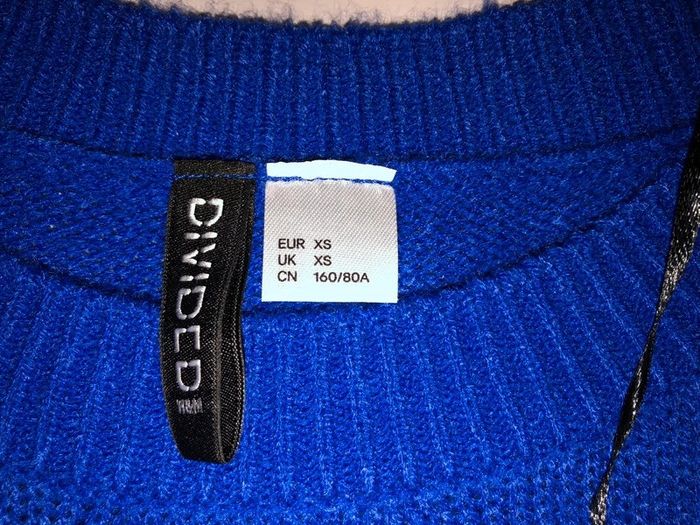 DIVIDED
H&M
EUR XS
UK XS
CN 160/80A